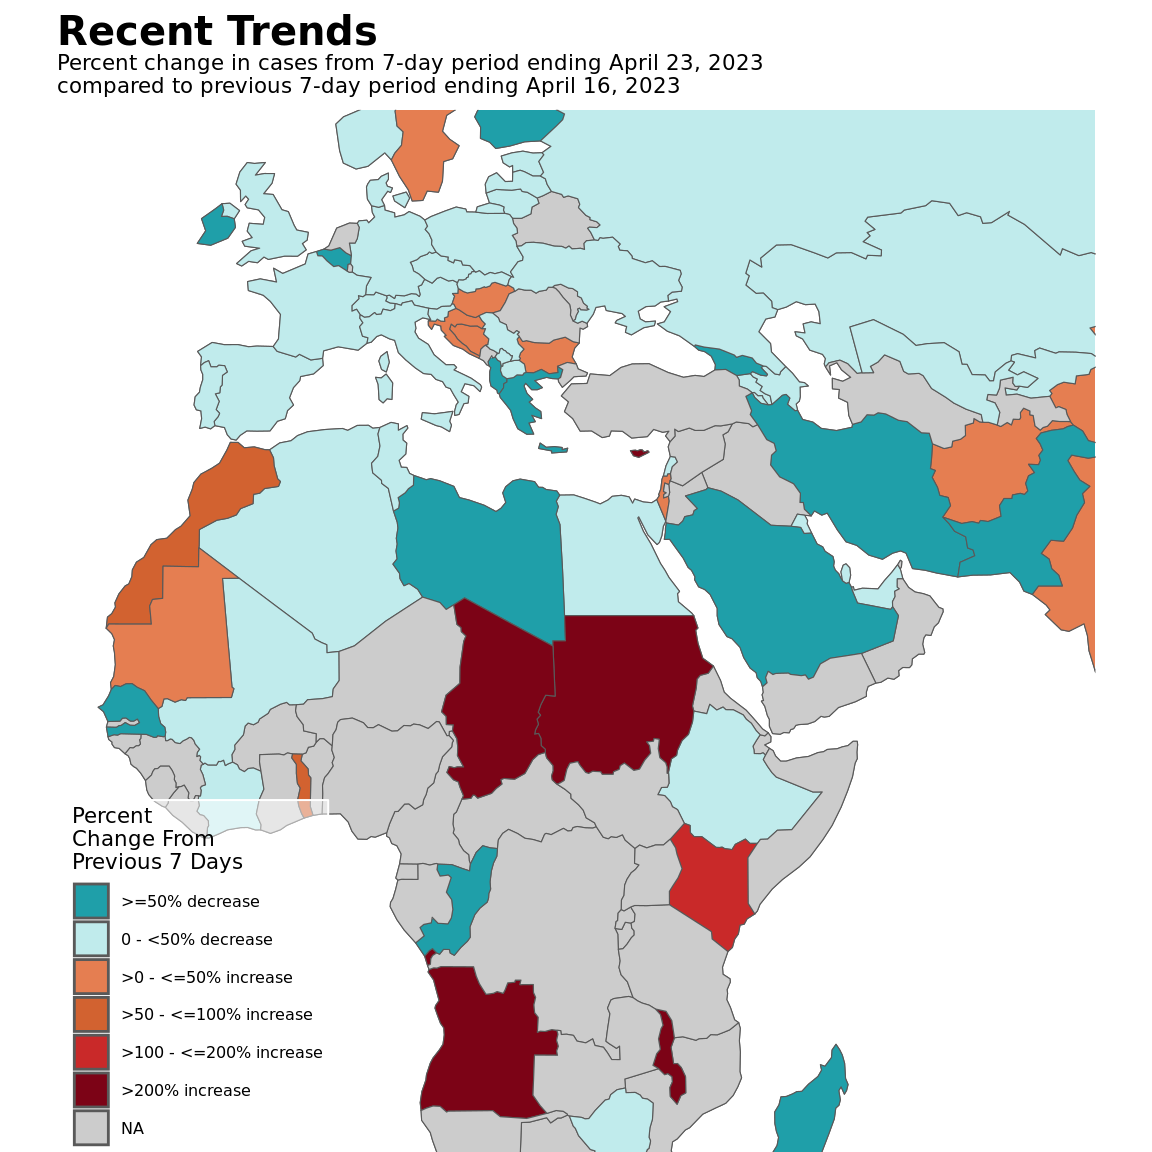 Recent Trends
Percent change in cases from 7-day period ending April 23, 2023
compared to previous 7-day period ending April 16, 2023
Percent
Change From
Previous 7 Days
>=50% decrease
0 - <50% decrease
>0 - <=50% increase
>50 - <=100% increase
>100 - <=200% increase
>200% increase
NA